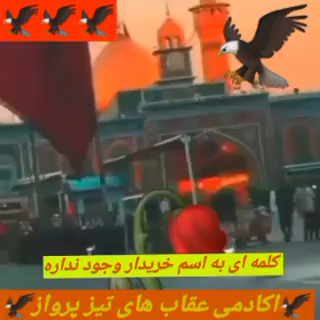 کلمه ای به اسم خریدار وجود نداره
اکادمی عقاب های تیز پرواز